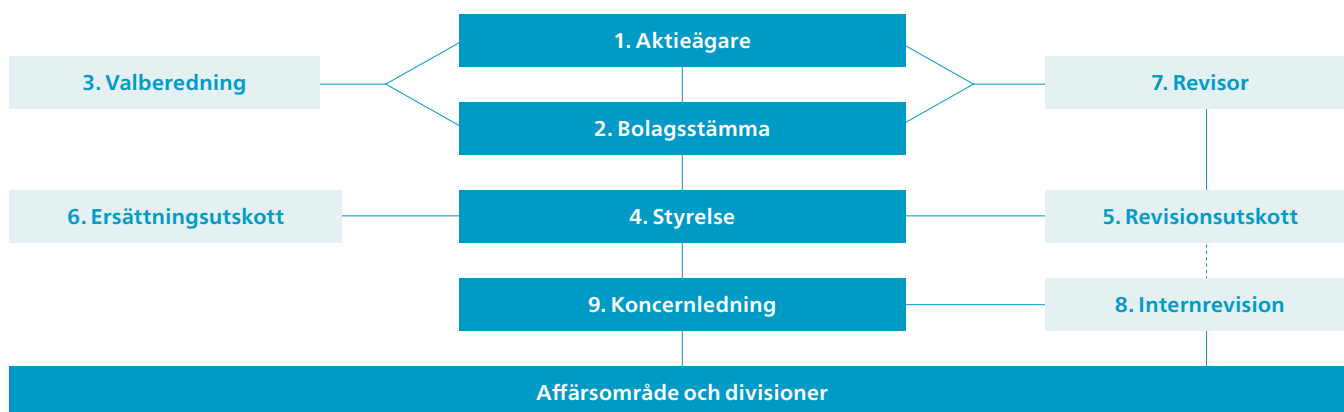 1. Aktieägare
3. Valberedning
7. Revisor
2. Bolagsstämma
6. Ersättningsutskott
4. Styrelse
5. Revisionsutskott
9. Koncernledning
8. Internrevision
Affärsområde och divisioner